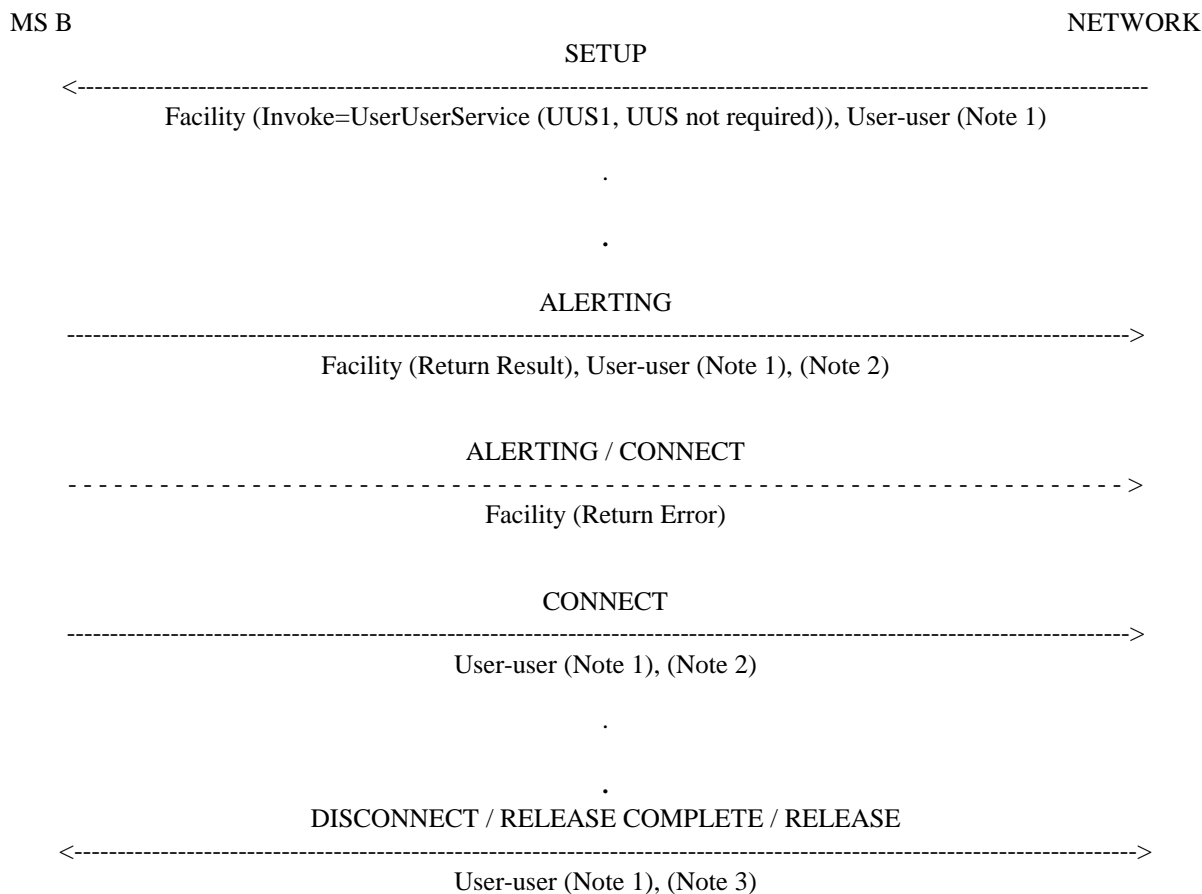 MS B NETWORK
SETUP
<-----------------------------------------------------------------------------------------------------------------------------
Facility (Invoke=UserUserService (UUS1, UUS not required)), User-user (Note 1)
.
.
ALERTING
---------------------------------------------------------------------------------------------------------------------------->
Facility (Return Result), User-user (Note 1), (Note 2)
ALERTING / CONNECT
- - - - - - - - - - - - - - - - - - - - - - - - - - - - - - - - - - - - - - - - - - - - - - - - - - - - - - - - - - - - - - - - - - - - - >
Facility (Return Error)
CONNECT
---------------------------------------------------------------------------------------------------------------------------->
User-user (Note 1), (Note 2)
.
.
DISCONNECT / RELEASE COMPLETE / RELEASE
<---------------------------------------------------------------------------------------------------------------------------->
User-user (Note 1), (Note 3)